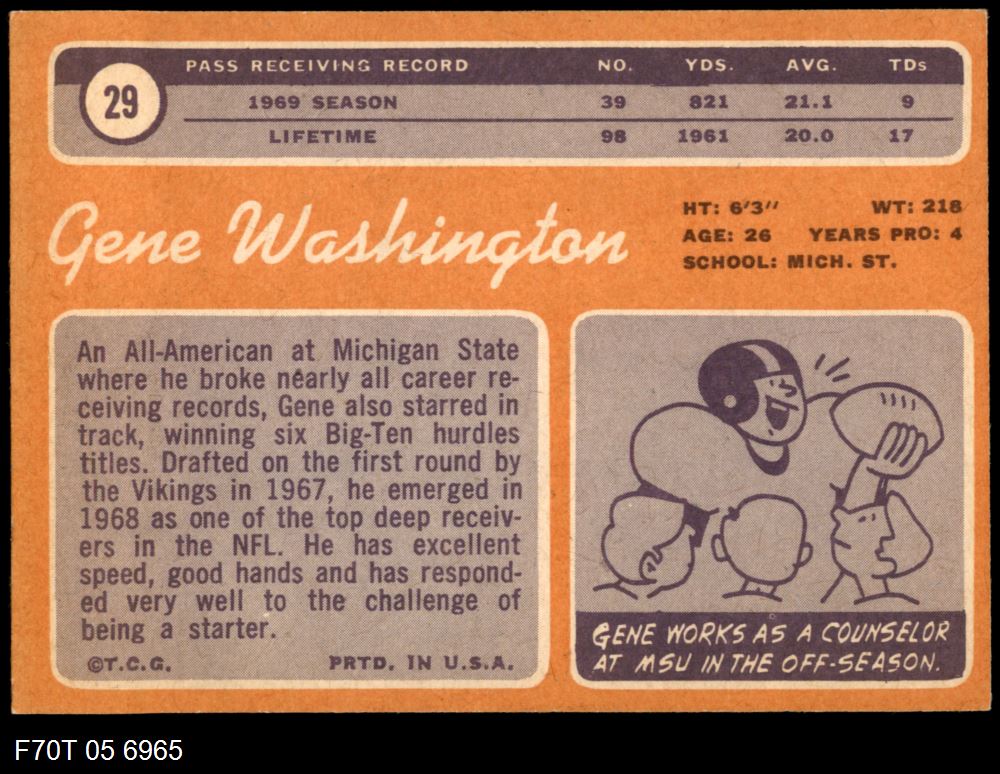 29
PASS RECEIVING RECORD NO. YDS. AVG. TDs
1969 SEASON 39 821 21.1 9
LIFETIME 98 1961 20.0 17
Gene Washington
HT: 6'3" WT: 218
AGE: 26 YEARS PRO: 4
SCHOOL: MICH. ST.
An All-American at Michigan State
where he broke nearly all career re-
ceiving records, Gene also starred in
track, winning six Big-Ten hurdles
titles. Drafted on the first round by
the Vikings in 1967, he emerged in
1968 as one of the top deep receiv-
ers in the NFL. He has excellent
speed, good hands and has respond-
ed very well to the challenge of
being a starter.
©T.C.G. PRTD. IN U.S.A.
GENE WORKS AS A COUNSELOR
AT MSU IN THE OFF-SEASON.
F70T 05 6965